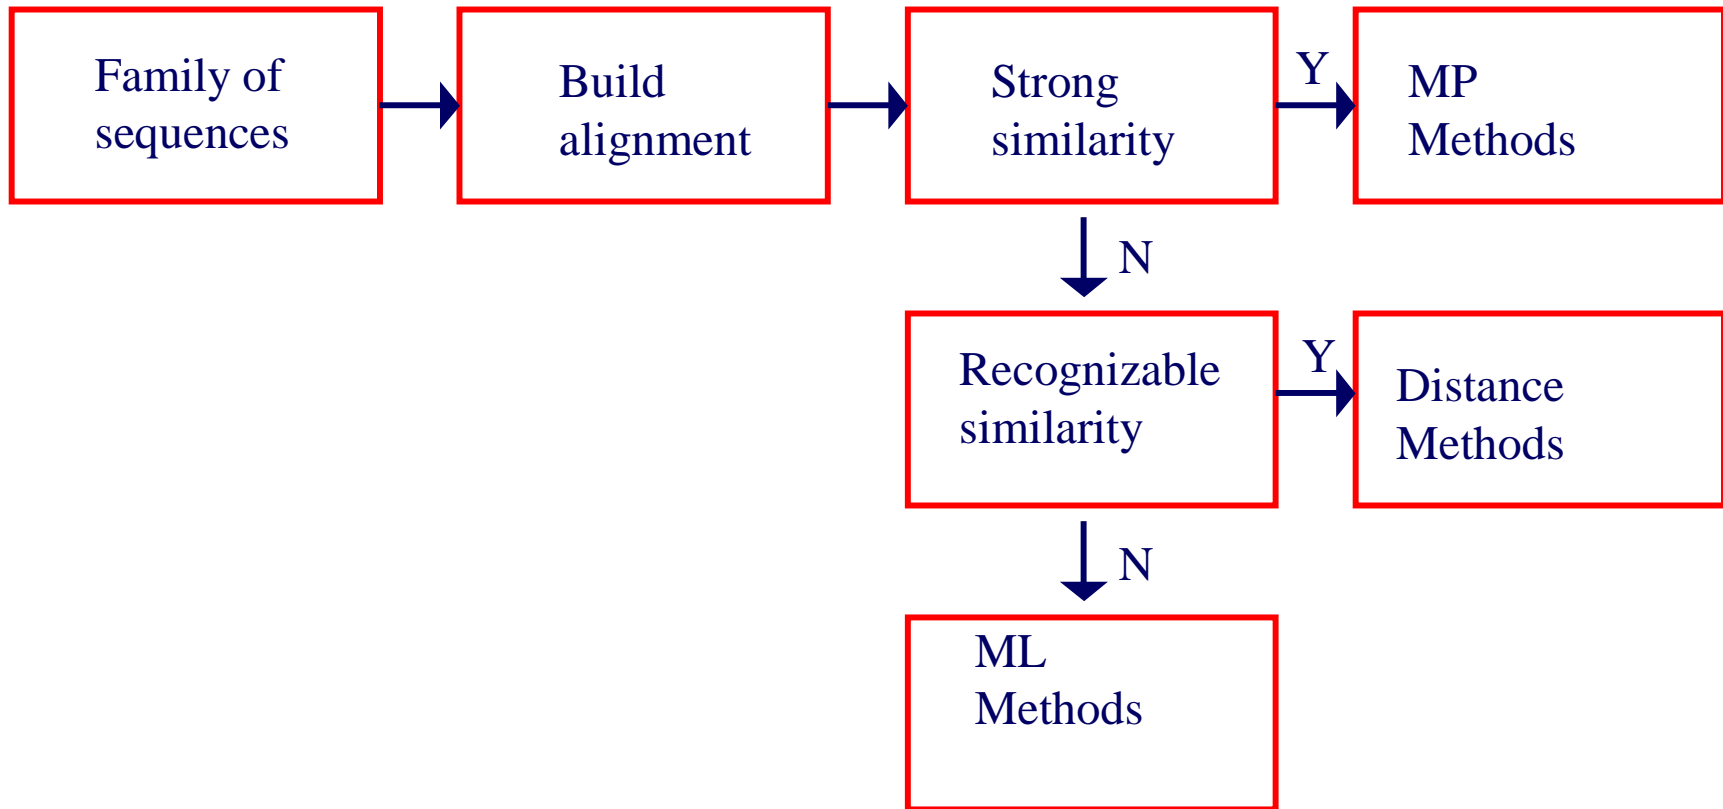 Family of
sequences
Build
alignment
Strong
similarity
Y
MP
Methods
N
Recognizable
similarity
Y
Distance
Methods
N
ML
Methods